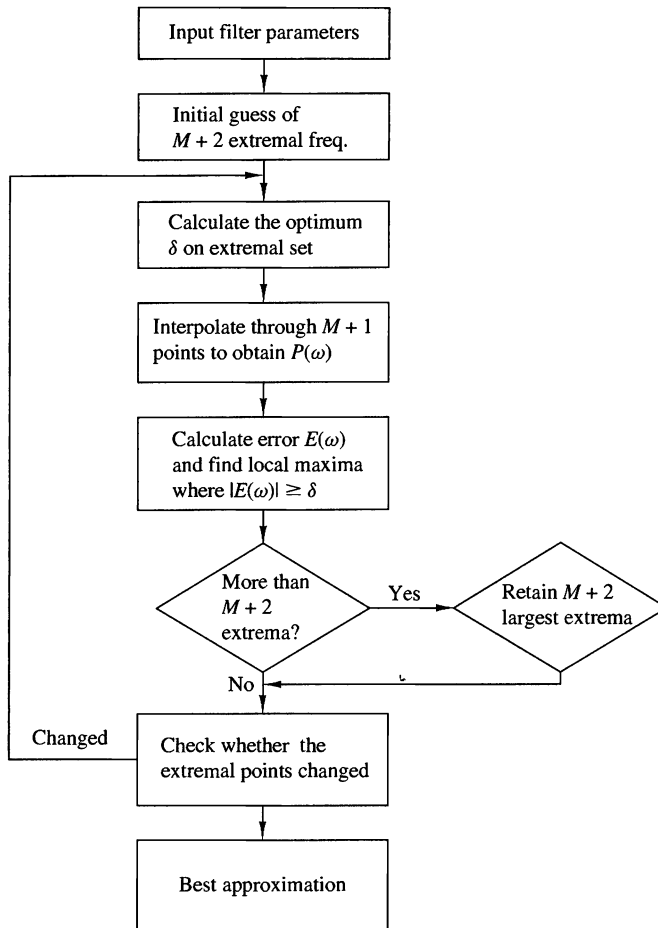 Input filter parameters
Initial guess of
M + 2 extremal freq.
Calculate the optimum
δ on extremal set
Interpolate through M + 1
points to obtain P(ω)
Calculate error E(ω)
and find local maxima
where |E(ω)| ≥ δ
More than
M + 2
extrema?
Yes
Retain M + 2
largest extrema
No
Changed
Check whether the
extremal points changed
Best approximation